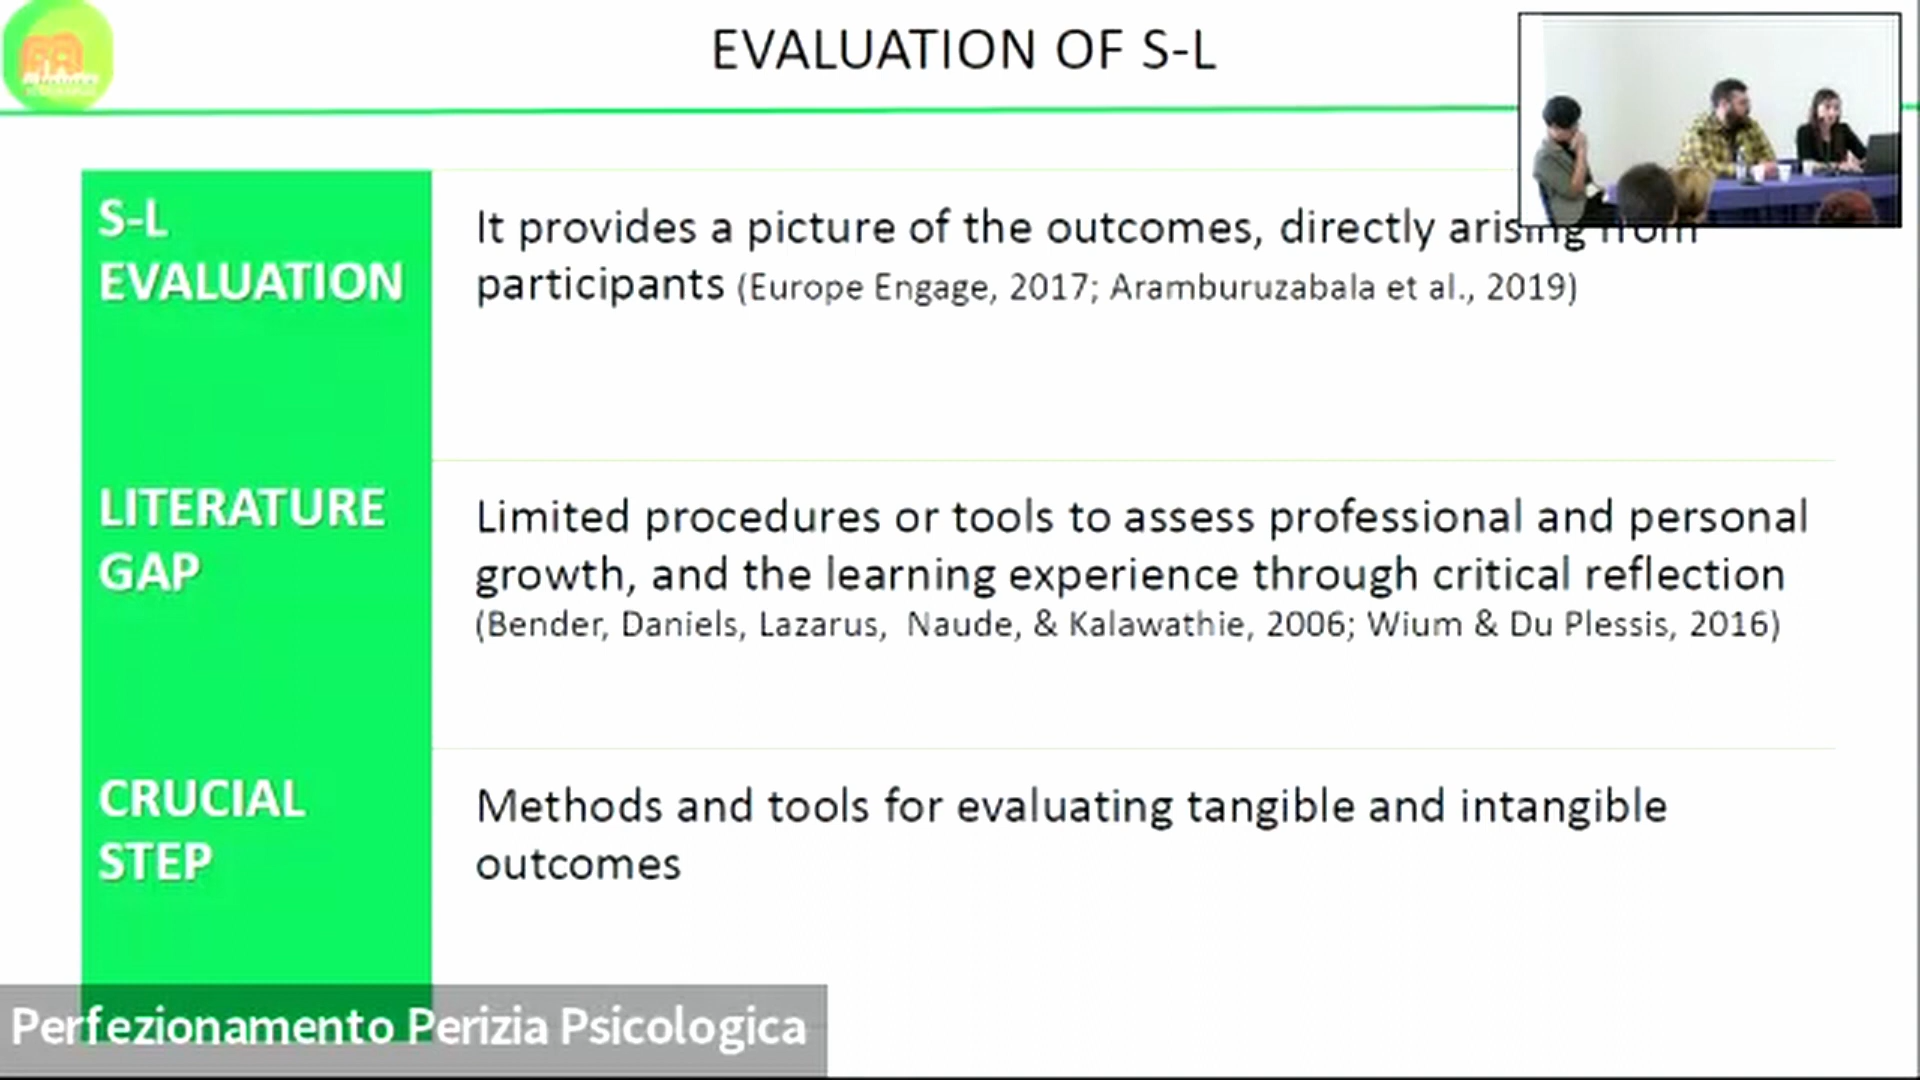 EVALUATION OF S-L
S-L
EVALUATION
It provides a picture of the outcomes, directly arising from
participants (Europe Engage, 2017; Aramburuzabala et al., 2019)
LITERATURE
GAP
Limited procedures or tools to assess professional and personal
growth, and the learning experience through critical reflection
(Bender, Daniels, Lazarus, Naude, & Kalawathie, 2006; Wium & Du Plessis, 2016)
CRUCIAL
STEP
Methods and tools for evaluating tangible and intangible
outcomes
Perfezionamento Perizia Psicologica